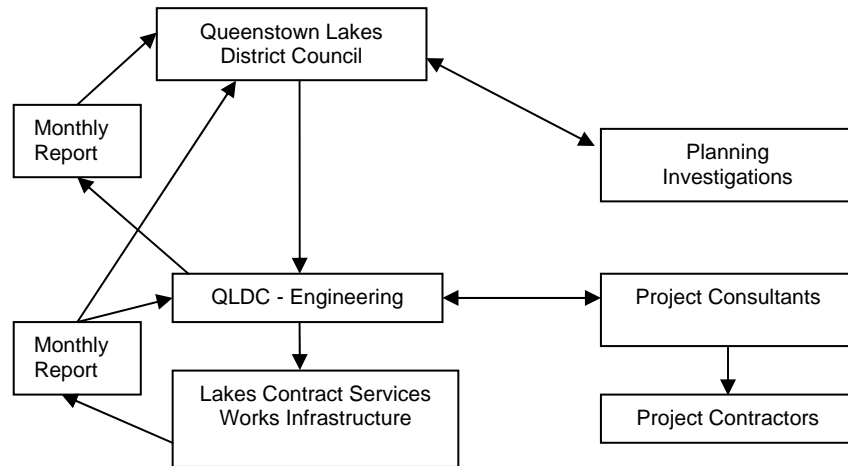 Queenstown Lakes
District Council
Monthly
Report
Planning
Investigations
QLDC - Engineering
Project Consultants
Monthly
Report
Lakes Contract Services
Works Infrastructure
Project Contractors